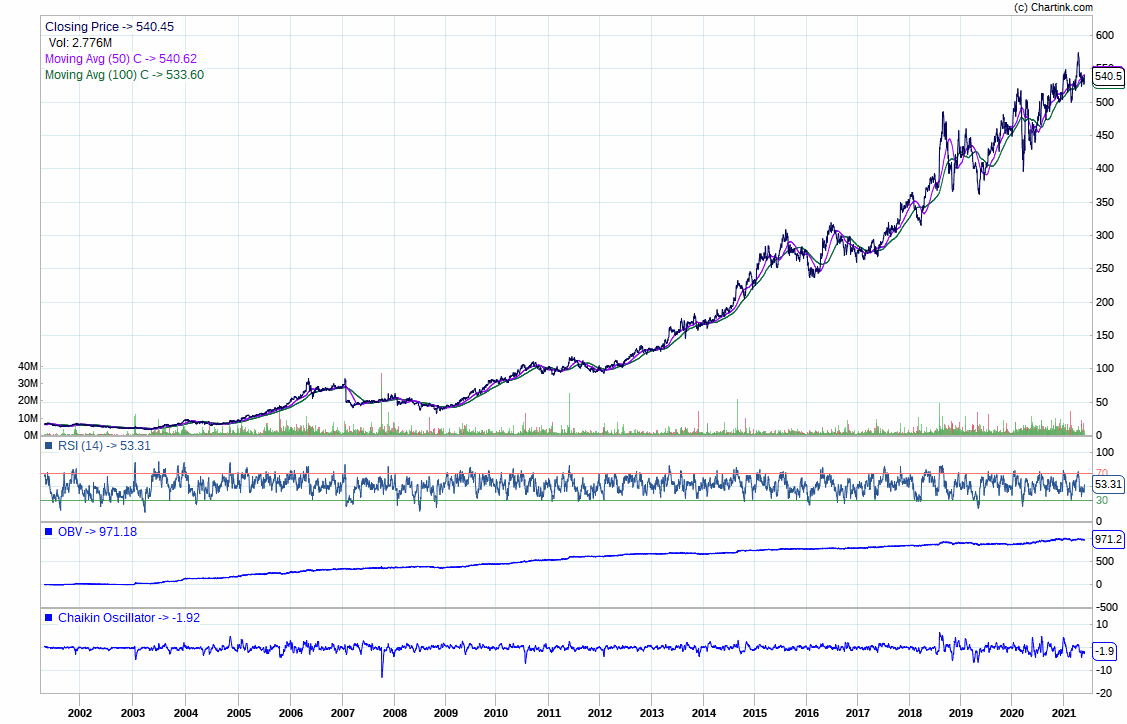 (c) Chartink.com
Closing Price -> 540.45
Vol: 2.776M
Moving Avg (50) C -> 540.62
Moving Avg (100) C -> 533.60
600
540.5
500
450
400
350
300
250
200
150
100
50
0
40M
30M
20M
10M
0M
RSI (14) -> 53.31
100
70
53.31
30
0
OBV -> 971.18
971.2
500
0
-500
Chaikin Oscillator -> -1.92
10
-1.9
-10
-20
2002 2003 2004 2005 2006 2007 2008 2009 2010 2011 2012 2013 2014 2015 2016 2017 2018 2019 2020 2021